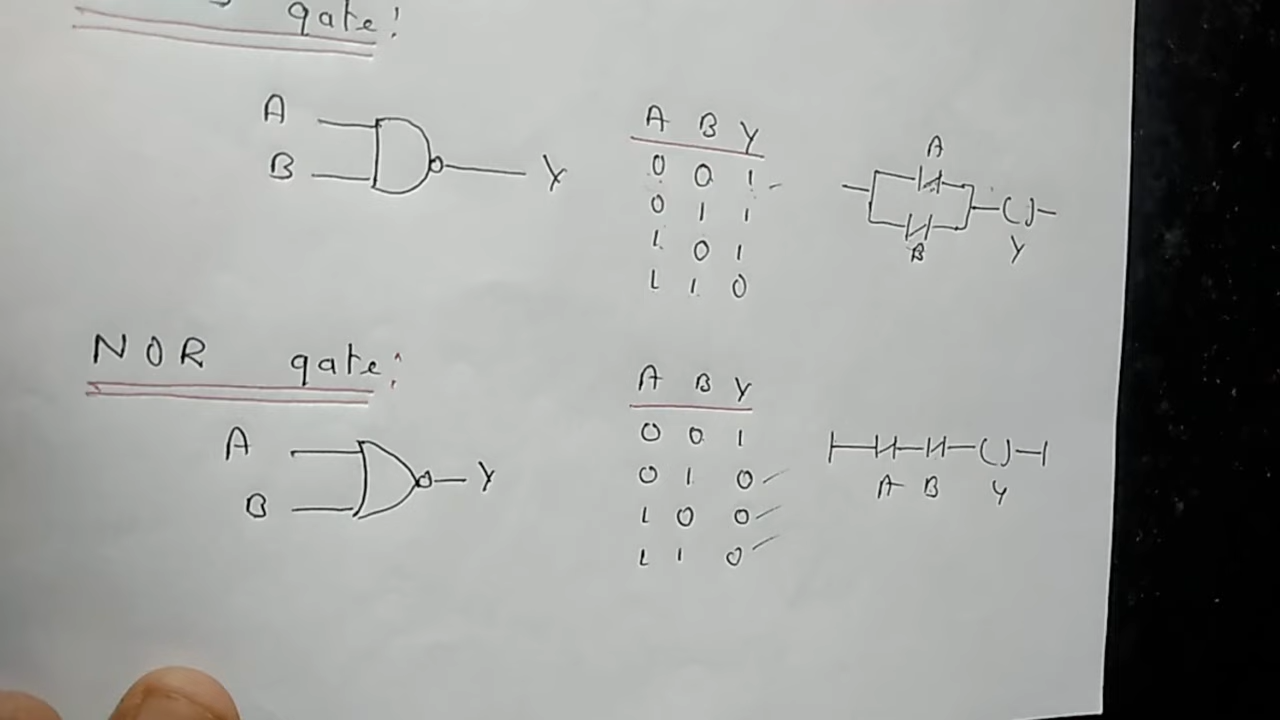 gate:
A
B
Y
A B Y
0 0 1
0 1 1
1 0 1
1 1 0
A
B
Y
NOR gate:
A
B
Y
A B Y
0 0 1
0 1 0
1 0 0
1 1 0
A B Y